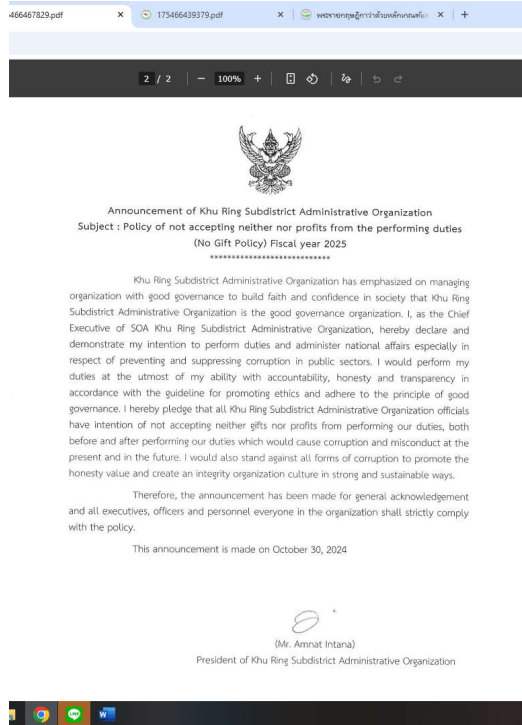 466467829.pdf
175466439379.pdf
พระราชกฤษฎีกาว่าด้วยหลักเกณฑ์แ
2 / 2
100%
Announcement of Khu Ring Subdistrict Administrative Organization
Subject : Policy of not accepting neither nor profits from the performing duties
(No Gift Policy) Fiscal year 2025
****************************
Khu Ring Subdistrict Administrative Organization has emphasized on managing
organization with good governance to build faith and confidence in society that Khu Ring
Subdistrict Administrative Organization is the good governance organization. I, as the Chief
Executive of SOA Khu Ring Subdistrict Administrative Organization, hereby declare and
demonstrate my intention to perform duties and administer national affairs especially in
respect of preventing and suppressing corruption in public sectors. I would perform my
duties at the utmost of my ability with accountability, honesty and transparency in
accordance with the guideline for promoting ethics and adhere to the principle of good
governance. I hereby pledge that all Khu Ring Subdistrict Administrative Organization officials
have intention of not accepting neither gifts nor profits from performing our duties, both
before and after performing our duties which would cause corruption and misconduct at the
present and in the future. I would also stand against all forms of corruption to promote the
honesty value and create an integrity organization culture in strong and sustainable ways.
Therefore, the announcement has been made for general acknowledgement
and all executives, officers and personnel everyone in the organization shall strictly comply
with the policy.
This announcement is made on October 30, 2024
(Mr. Amnat Intana)
President of Khu Ring Subdistrict Administrative Organization
LINE
W